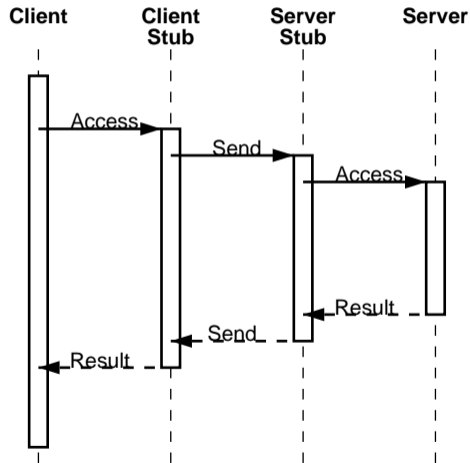 Client Client Server Server
Stub Stub
Access
Send
Access
Result
Send
Result